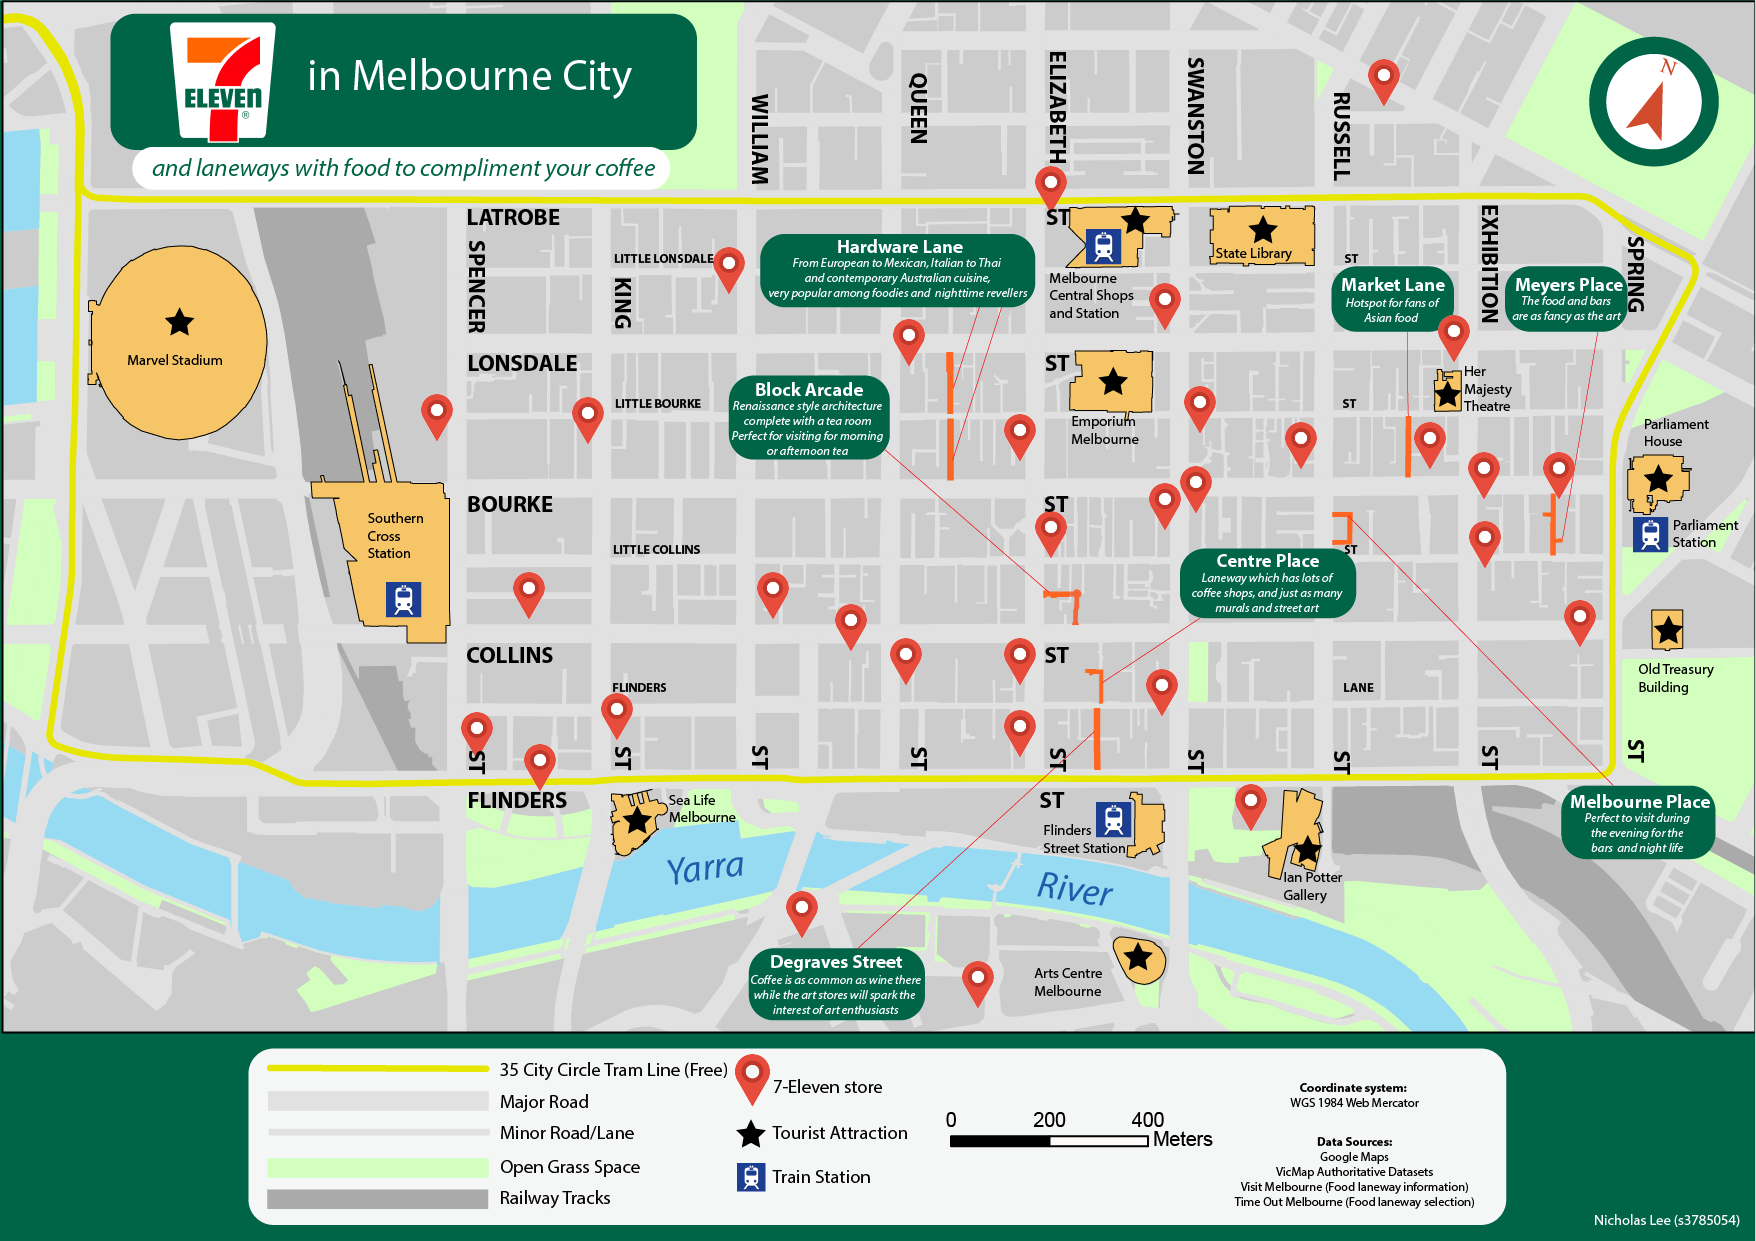 7
ELEVEN
®
in Melbourne City
and laneways with food to compliment your coffee
N
WILLIAM
QUEEN
ELIZABETH
SWANSTON
RUSSELL
LATROBE
ST
SPENCER
LITTLE LONSDALE
ST
KING
EXHIBITION
SPRING
Hardware Lane
From European to Mexican, Italian to Thai
and contemporary Australian cuisine,
very popular among foodies and nighttime revellers
State Library
Melbourne
Central Shops
and Station
Market Lane
Hotspot for fans of
Asian food
Meyers Place
The food and bars
are as fancy as the art
Marvel Stadium
LONSDALE
ST
Block Arcade
Renaissance style architecture
complete with a tea room
Perfect for visiting for morning
or afternoon tea
LITTLE BOURKE
ST
Her
Majesty
Theatre
Emporium
Melbourne
Parliament
House
BOURKE
ST
Southern
Cross
Station
Parliament
Station
LITTLE COLLINS
ST
Centre Place
Laneway which has lots of
coffee shops, and just as many
murals and street art
COLLINS
ST
Old Treasury
Building
FLINDERS
LANE
ST
ST
ST
ST
ST
ST
ST
ST
ST
FLINDERS
ST
Sea Life
Melbourne
Flinders
Street Station
Melbourne Place
Perfect to visit during
the evening for the
bars and night life
Yarra
River
Ian Potter
Gallery
Degraves Street
Coffee is as common as wine there
while the art stores will spark the
interest of art enthusiasts
Arts Centre
Melbourne
35 City Circle Tram Line (Free)
Major Road
Minor Road/Lane
Open Grass Space
Railway Tracks
7-Eleven store
Tourist Attraction
Train Station
0 200 400
Meters
Coordinate system:
WGS 1984 Web Mercator
Data Sources:
Google Maps
VicMap Authoritative Datasets
Visit Melbourne (Food laneway information)
Time Out Melbourne (Food laneway selection)
Nicholas Lee (s3785054)